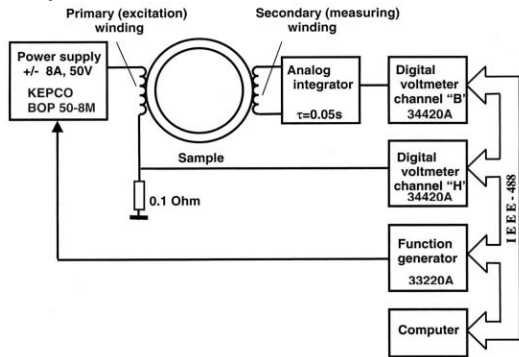 Primary (excitation)
winding
Secondary (measuring)
winding
Power supply
+/- 8A, 50V
KEPCO
BOP 50-8M
Analog
integrator
τ=0.05s
Digital
voltmeter
channel "B'
34420A
Sample
0.1 Ohm
Digital
voltmeter
channel "H'
34420A
IEEE-488
Function
generator
33220A
Computer